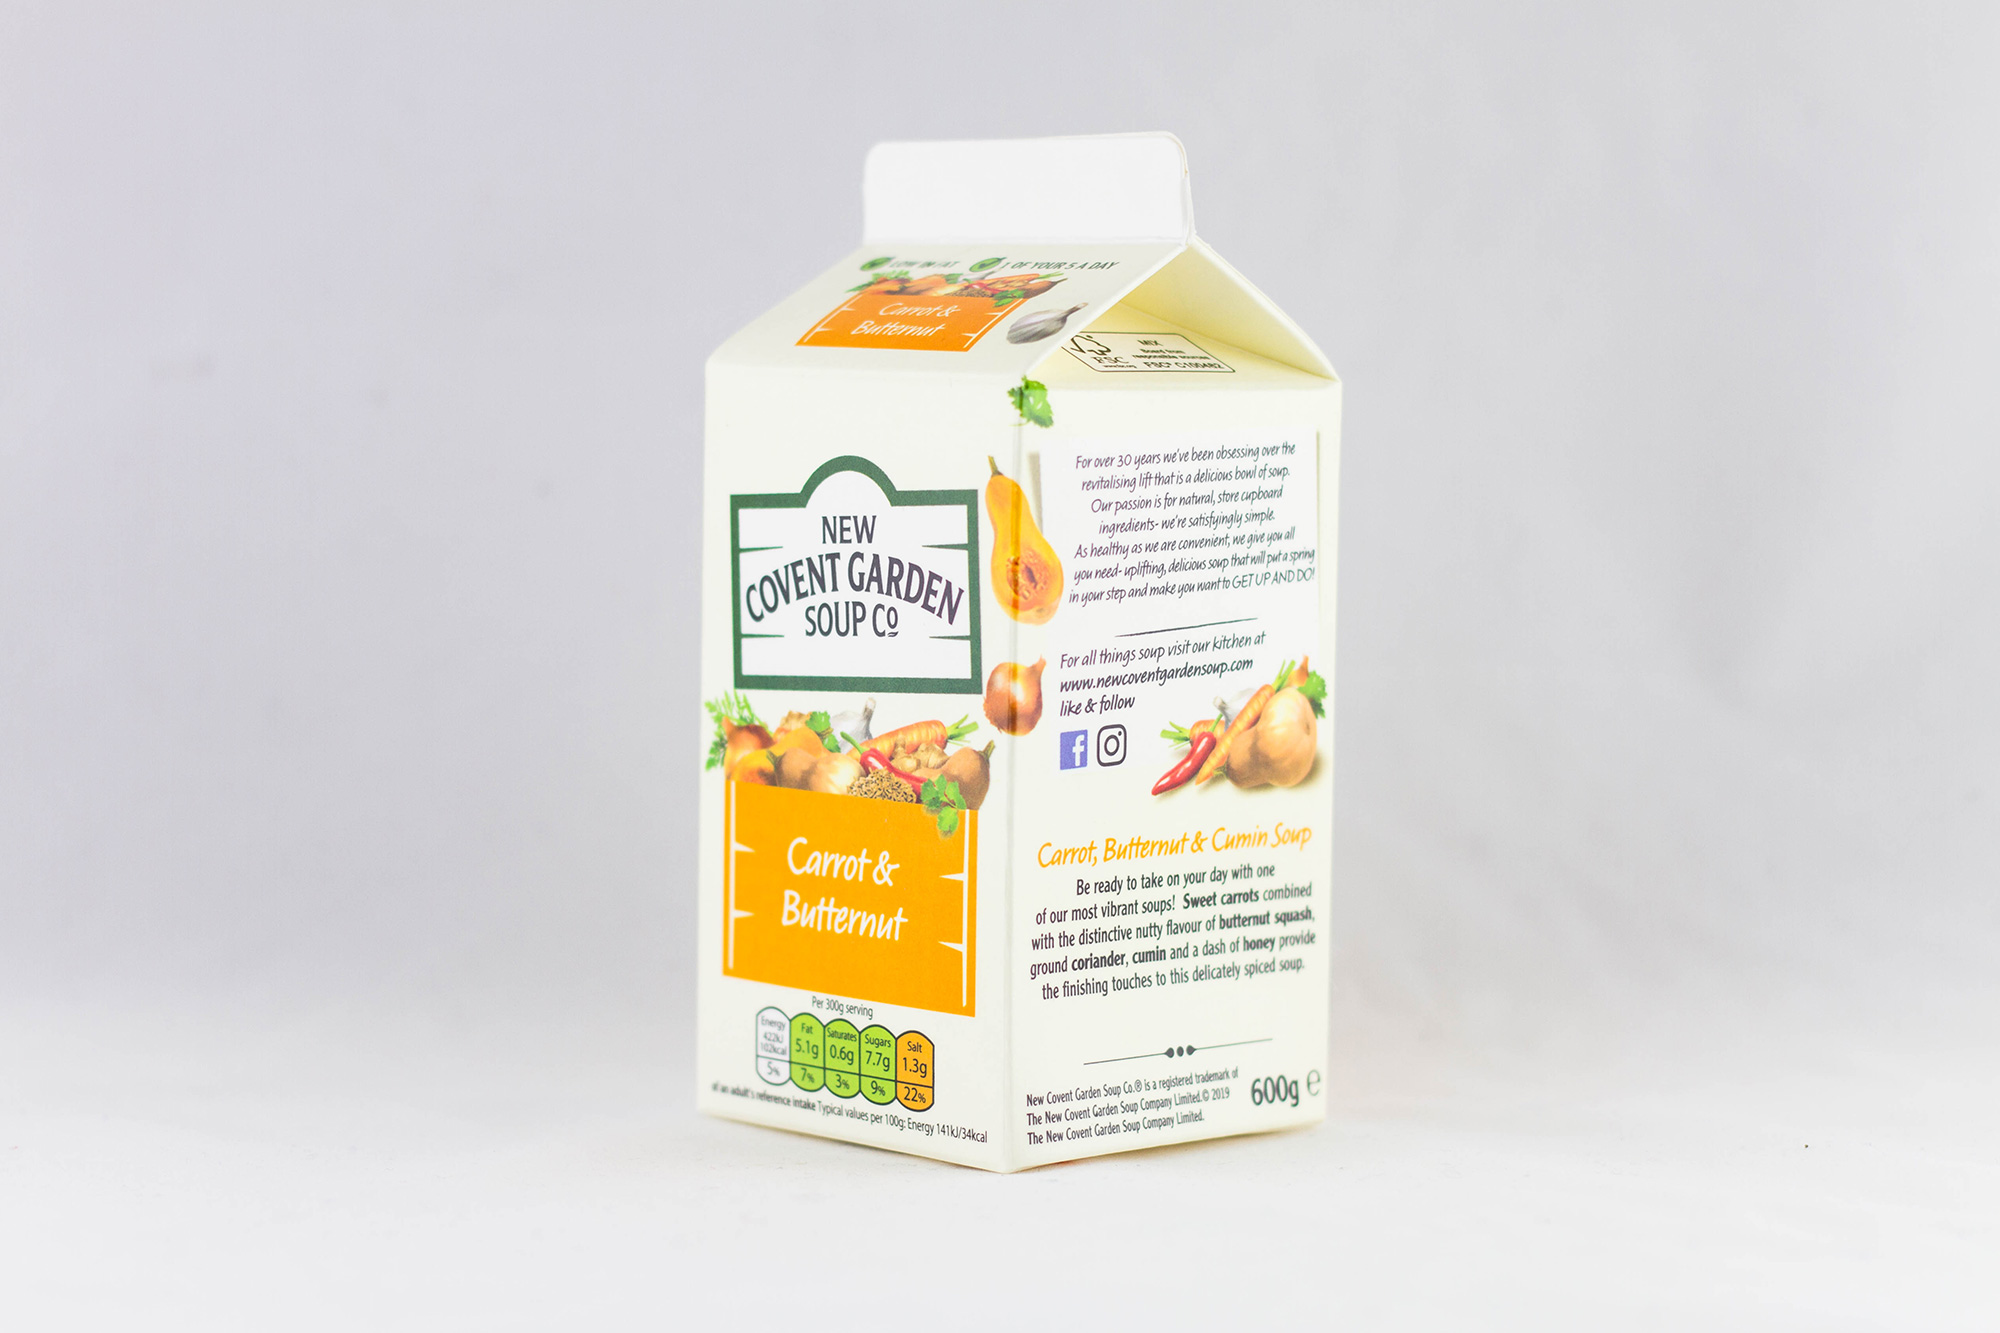 LOW IN FAT
1 OF YOUR 5 A DAY
Carrot &
Butternut
NEW
COVENT GARDEN
SOUP Co
Carrot &
Butternut
Per 300g serving
Energy
422kJ
102kcal
5%
Fat
5.1g
7%
Saturates
0.6g
3%
Sugars
7.7g
9%
Salt
1.3g
22%
of an adult's reference intake Typical values per 100g: Energy 141kJ/34kcal
FSC
MIX
Board from
responsible sources
FSC® C100482
For over 30 years we've been obsessing over the
revitalising lift that is a delicious bowl of soup.
Our passion is for natural, store cupboard
ingredients- we're satisfyingly simple.
As healthy as we are convenient, we give you all
you need- uplifting, delicious soup that will put a spring
in your step and make you want to GET UP AND DO!
For all things soup visit our kitchen at
www.newcoventgardensoup.com
like & follow
f
Carrot, Butternut & Cumin Soup
Be ready to take on your day with one
of our most vibrant soups! Sweet carrots combined
with the distinctive nutty flavour of butternut squash,
ground coriander, cumin and a dash of honey provide
the finishing touches to this delicately spiced soup.
New Covent Garden Soup Co.® is a registered trademark of
The New Covent Garden Soup Company Limited.© 2019
The New Covent Garden Soup Company Limited.
600g ℮